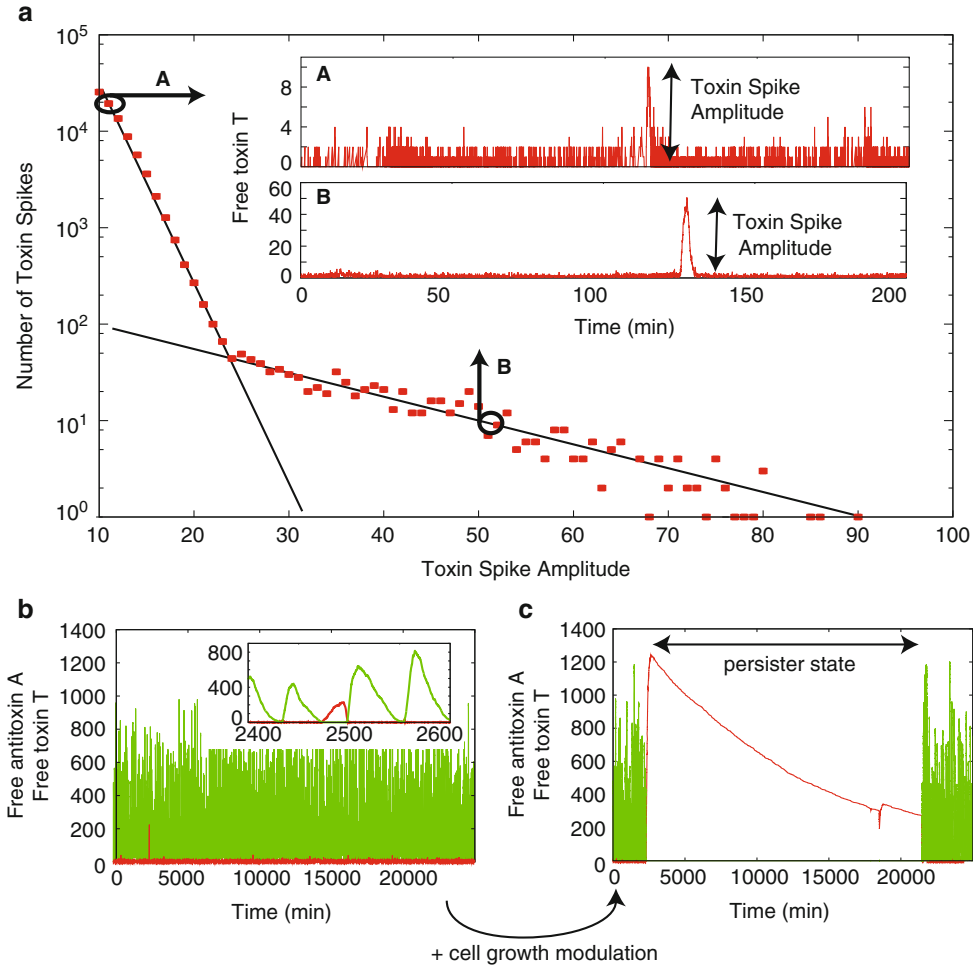 a
10^5
10^4
10^3
10^2
10^1
10^0
Number of Toxin Spikes
10 20 30 40 50 60 70 80 90 100
Toxin Spike Amplitude
A
B
A
8
4
0
Toxin Spike
Amplitude
Free toxin T
B
60
40
20
0
Toxin Spike
Amplitude
0 50 100 150 200
Time (min)
b
1400
1200
1000
800
600
400
200
0
Free antitoxin A
Free toxin T
800
400
0
2400 2500 2600
0 5000 10000 15000 20000
Time (min)
c
1400
1200
1000
800
600
400
200
0
Free antitoxin A
Free toxin T
persister state
5000 10000 15000 20000
0
Time (min)
+ cell growth modulation